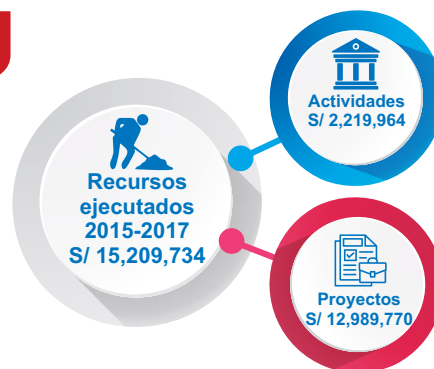 Recursos
ejecutados
2015-2017
S/ 15,209,734
Actividades
S/ 2,219,964
Proyectos
S/ 12,989,770